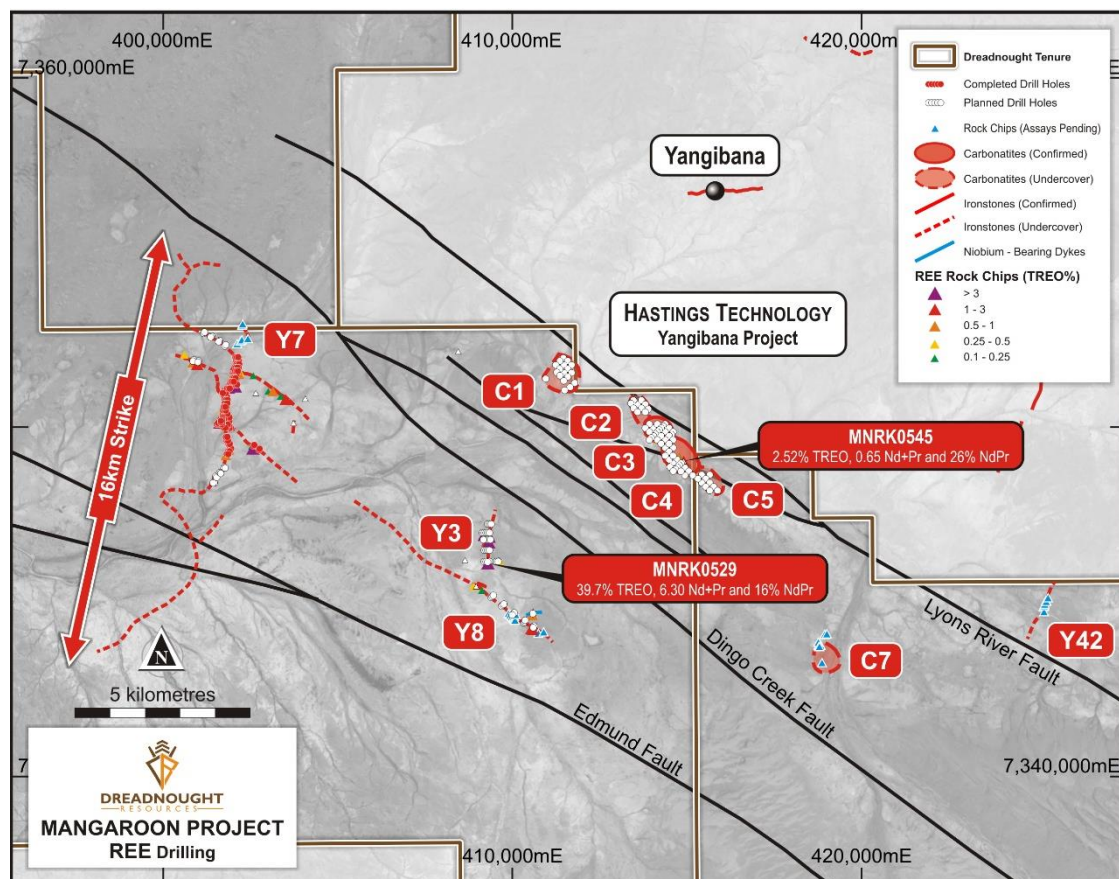 400,000mE
410,000mE
420,000mE
7,360,000mE
Dreadnought Tenure
Completed Drill Holes
Planned Drill Holes
Rock Chips (Assays Pending)
Carbonatites (Confirmed)
Carbonatites (Undercover)
Ironstones (Confirmed)
Ironstones (Undercover)
Niobium - Bearing Dykes
REE Rock Chips (TREO%)
> 3
1 - 3
0.5 - 1
0.25 - 0.5
0.1 - 0.25
Yangibana
HASTINGS TECHNOLOGY
Yangibana Project
Y7
C1
C2
C3
C4
C5
MNRK0545
2.52% TREO, 0.65 Nd+Pr and 26% NdPr
16km Strike
Y3
MNRK0529
39.7% TREO, 6.30 Nd+Pr and 16% NdPr
Y8
C7
Y42
Lyons River Fault
Dingo Creek Fault
Edmund Fault
N
5 kilometres
DREADNOUGHT
RESOURCES
MANGAROON PROJECT
REE Drilling
7
7,340,000mE
410,000mE
420,000mE